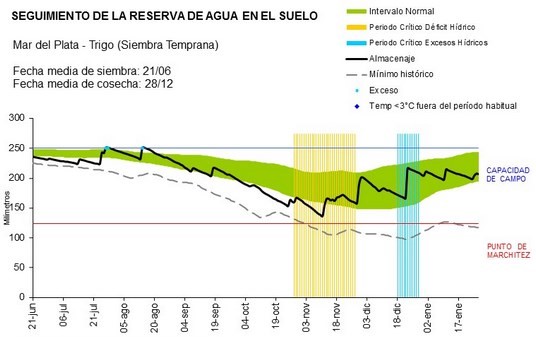 SEGUIMIENTO DE LA RESERVA DE AGUA EN EL SUELO
Mar del Plata - Trigo (Siembra Temprana)
Fecha media de siembra: 21/06
Fecha media de cosecha: 28/12
Intervalo Normal
Periodo Crítico Déficit Hídrico
Periodo Crítico Excesos Hídricos
Almacenaje
Mínimo histórico
Exceso
Temp <3°C fuera del período habitual
Milímetros
300
250
200
150
100
50
0
CAPACIDAD
DE CAMPO
PUNTO DE
MARCHITEZ
21-jun
06-jul
21-jul
05-ago
20-ago
04-sep
19-sep
04-oct
19-oct
03-nov
18-nov
03-dic
18-dic
02-ene
17-ene